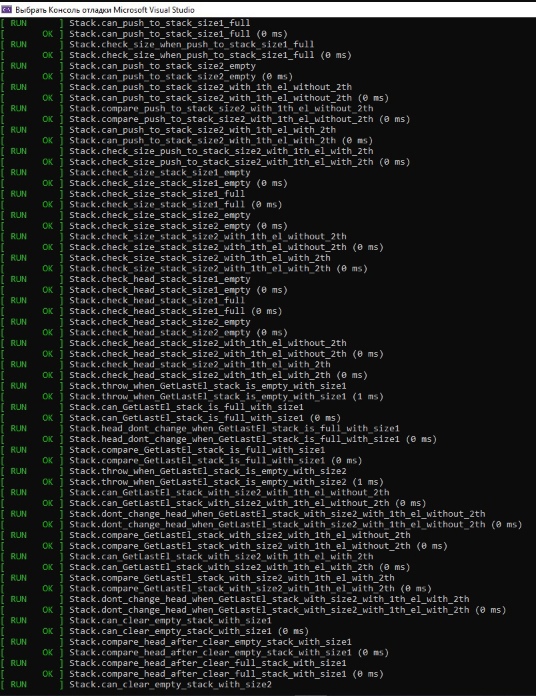 Выбрать Консоль отладки Microsoft Visual Studio
[ RUN      ] Stack.can_push_to_stack_size1_full
[       OK ] Stack.can_push_to_stack_size1_full (0 ms)
[ RUN      ] Stack.check_size_when_push_to_stack_size1_full
[       OK ] Stack.check_size_when_push_to_stack_size1_full (0 ms)
[ RUN      ] Stack.can_push_to_stack_size2_empty
[       OK ] Stack.can_push_to_stack_size2_empty (0 ms)
[ RUN      ] Stack.can_push_to_stack_size2_with_1th_el_without_2th
[       OK ] Stack.can_push_to_stack_size2_with_1th_el_without_2th (0 ms)
[ RUN      ] Stack.compare_push_to_stack_size2_with_1th_el_without_2th
[       OK ] Stack.compare_push_to_stack_size2_with_1th_el_without_2th (0 ms)
[ RUN      ] Stack.can_push_to_stack_size2_with_1th_el_with_2th
[       OK ] Stack.can_push_to_stack_size2_with_1th_el_with_2th (0 ms)
[ RUN      ] Stack.check_size_push_to_stack_size2_with_1th_el_with_2th
[       OK ] Stack.check_size_push_to_stack_size2_with_1th_el_with_2th (0 ms)
[ RUN      ] Stack.check_size_stack_size1_empty
[       OK ] Stack.check_size_stack_size1_empty (0 ms)
[ RUN      ] Stack.check_size_stack_size1_full
[       OK ] Stack.check_size_stack_size1_full (0 ms)
[ RUN      ] Stack.check_size_stack_size2_empty
[       OK ] Stack.check_size_stack_size2_empty (0 ms)
[ RUN      ] Stack.check_size_stack_size2_with_1th_el_without_2th
[       OK ] Stack.check_size_stack_size2_with_1th_el_without_2th (0 ms)
[ RUN      ] Stack.check_size_stack_size2_with_1th_el_with_2th
[       OK ] Stack.check_size_stack_size2_with_1th_el_with_2th (0 ms)
[ RUN      ] Stack.check_head_stack_size1_empty
[       OK ] Stack.check_head_stack_size1_empty (0 ms)
[ RUN      ] Stack.check_head_stack_size1_full
[       OK ] Stack.check_head_stack_size1_full (0 ms)
[ RUN      ] Stack.check_head_stack_size2_empty
[       OK ] Stack.check_head_stack_size2_empty (0 ms)
[ RUN      ] Stack.check_head_stack_size2_with_1th_el_without_2th
[       OK ] Stack.check_head_stack_size2_with_1th_el_without_2th (0 ms)
[ RUN      ] Stack.check_head_stack_size2_with_1th_el_with_2th
[       OK ] Stack.check_head_stack_size2_with_1th_el_with_2th (0 ms)
[ RUN      ] Stack.throw_when_GetLastEl_stack_is_empty_with_size1
[       OK ] Stack.throw_when_GetLastEl_stack_is_empty_with_size1 (1 ms)
[ RUN      ] Stack.can_GetLastEl_stack_is_full_with_size1
[       OK ] Stack.can_GetLastEl_stack_is_full_with_size1 (0 ms)
[ RUN      ] Stack.head_dont_change_when_GetLastEl_stack_is_full_with_size1
[       OK ] Stack.head_dont_change_when_GetLastEl_stack_is_full_with_size1 (0 ms)
[ RUN      ] Stack.compare_GetLastEl_stack_is_full_with_size1
[       OK ] Stack.compare_GetLastEl_stack_is_full_with_size1 (0 ms)
[ RUN      ] Stack.throw_when_GetLastEl_stack_is_empty_with_size2
[       OK ] Stack.throw_when_GetLastEl_stack_is_empty_with_size2 (1 ms)
[ RUN      ] Stack.can_GetLastEl_stack_with_size2_with_1th_el_without_2th
[       OK ] Stack.can_GetLastEl_stack_with_size2_with_1th_el_without_2th (0 ms)
[ RUN      ] Stack.dont_change_head_when_GetLastEl_stack_with_size2_with_1th_el_without_2th
[       OK ] Stack.dont_change_head_when_GetLastEl_stack_with_size2_with_1th_el_without_2th (0 ms)
[ RUN      ] Stack.compare_GetLastEl_stack_with_size2_with_1th_el_without_2th
[       OK ] Stack.compare_GetLastEl_stack_with_size2_with_1th_el_without_2th (0 ms)
[ RUN      ] Stack.can_GetLastEl_stack_with_size2_with_1th_el_with_2th
[       OK ] Stack.can_GetLastEl_stack_with_size2_with_1th_el_with_2th (0 ms)
[ RUN      ] Stack.compare_GetLastEl_stack_with_size2_with_1th_el_with_2th
[       OK ] Stack.compare_GetLastEl_stack_with_size2_with_1th_el_with_2th (0 ms)
[ RUN      ] Stack.dont_change_head_when_GetLastEl_stack_with_size2_with_1th_el_with_2th
[       OK ] Stack.dont_change_head_when_GetLastEl_stack_with_size2_with_1th_el_with_2th (0 ms)
[ RUN      ] Stack.can_clear_empty_stack_with_size1
[       OK ] Stack.can_clear_empty_stack_with_size1 (0 ms)
[ RUN      ] Stack.compare_head_after_clear_empty_stack_with_size1
[       OK ] Stack.compare_head_after_clear_empty_stack_with_size1 (0 ms)
[ RUN      ] Stack.compare_head_after_clear_full_stack_with_size1
[       OK ] Stack.compare_head_after_clear_full_stack_with_size1 (0 ms)
[ RUN      ] Stack.can_clear_empty_stack_with_size2